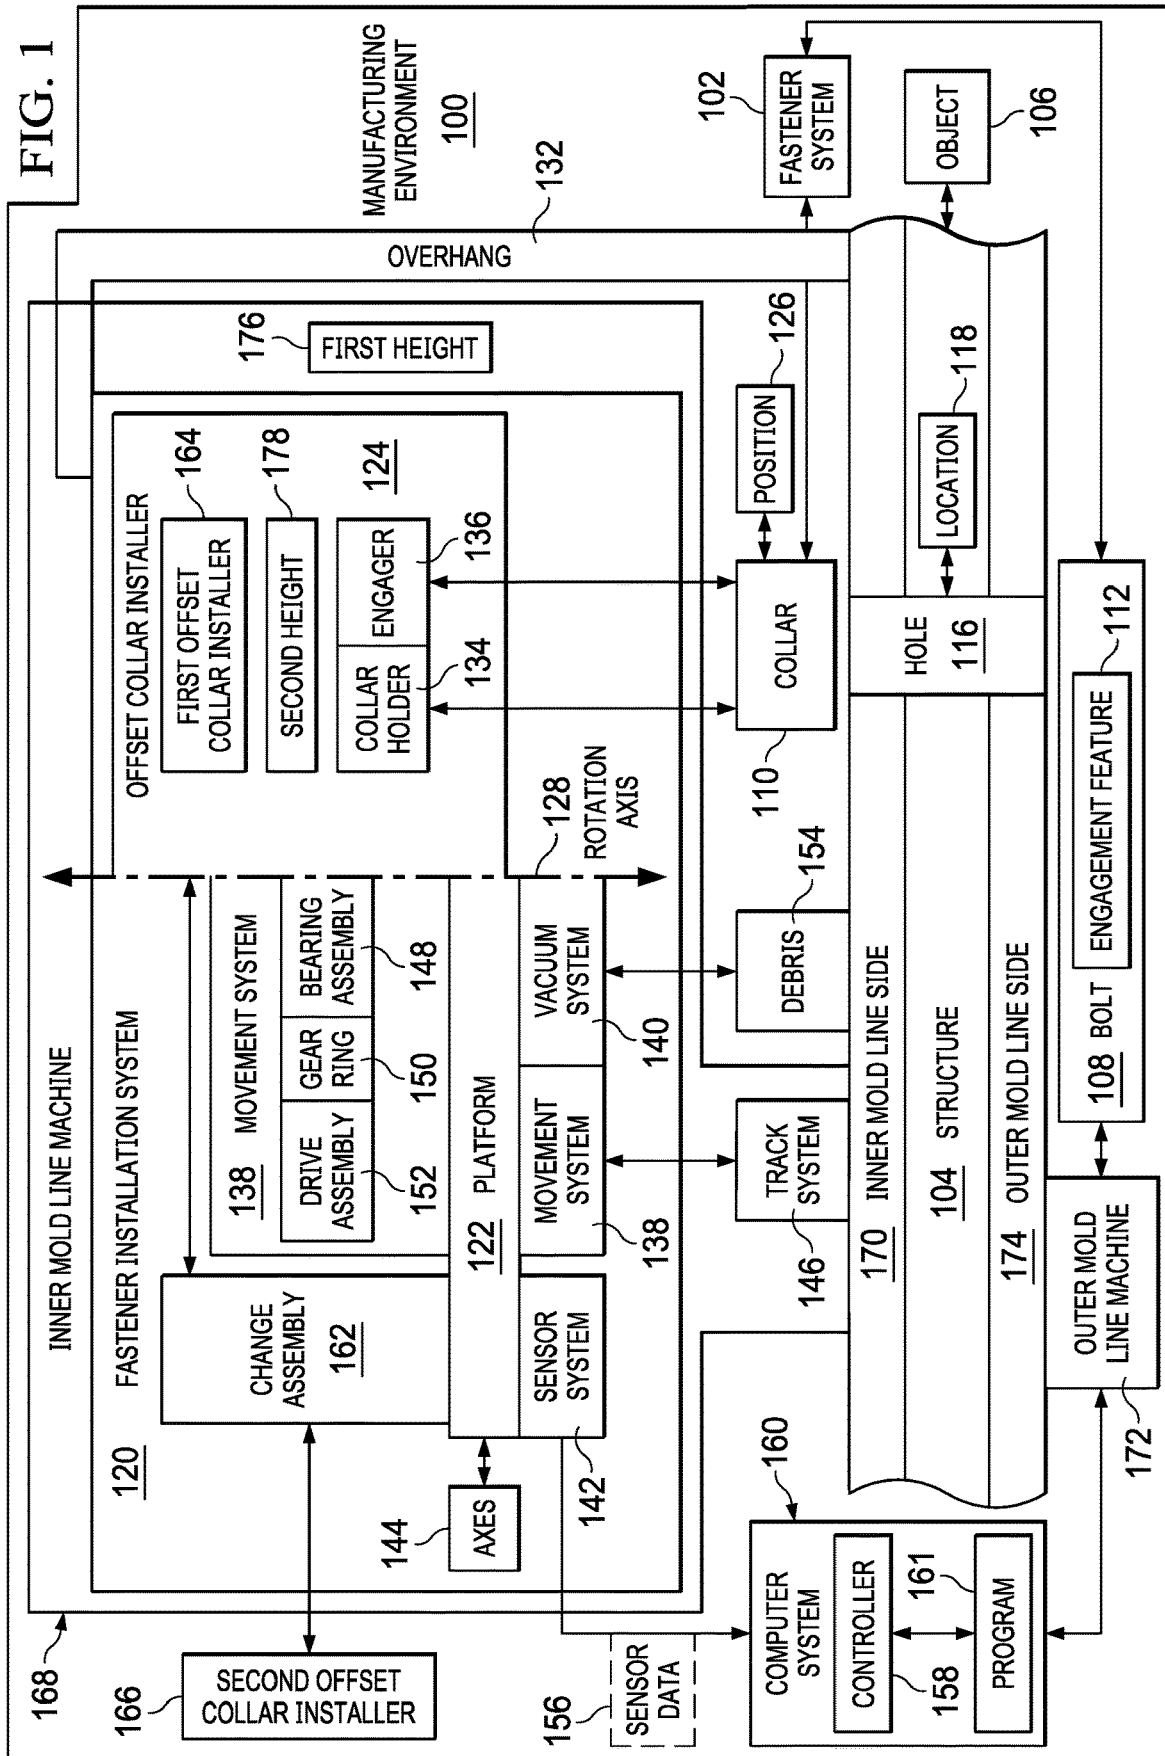 FIG. 1
MANUFACTURING
ENVIRONMENT
100
INNER MOLD LINE MACHINE
168
FASTENER INSTALLATION SYSTEM
120
OFFSET COLLAR INSTALLER
124
FIRST OFFSET
COLLAR INSTALLER
164
SECOND HEIGHT
178
COLLAR
HOLDER
134
ENGAGER
136
FIRST HEIGHT
176
OVERHANG
132
CHANGE
ASSEMBLY
162
MOVEMENT SYSTEM
138
DRIVE
ASSEMBLY
152
GEAR
RING
150
BEARING
ASSEMBLY
148
PLATFORM
122
SENSOR
SYSTEM
142
MOVEMENT
SYSTEM
138
VACUUM
SYSTEM
140
128
ROTATION
AXIS
AXES
144
SECOND OFFSET
COLLAR INSTALLER
166
SENSOR
DATA
156
COMPUTER
SYSTEM
160
CONTROLLER
158
PROGRAM
161
TRACK
SYSTEM
146
DEBRIS
154
COLLAR
110
POSITION
126
FASTENER
SYSTEM
102
OBJECT
106
170
INNER MOLD LINE SIDE
104
STRUCTURE
174
OUTER MOLD LINE SIDE
HOLE
116
LOCATION
118
OUTER MOLD
LINE MACHINE
172
108
BOLT
ENGAGEMENT FEATURE
112